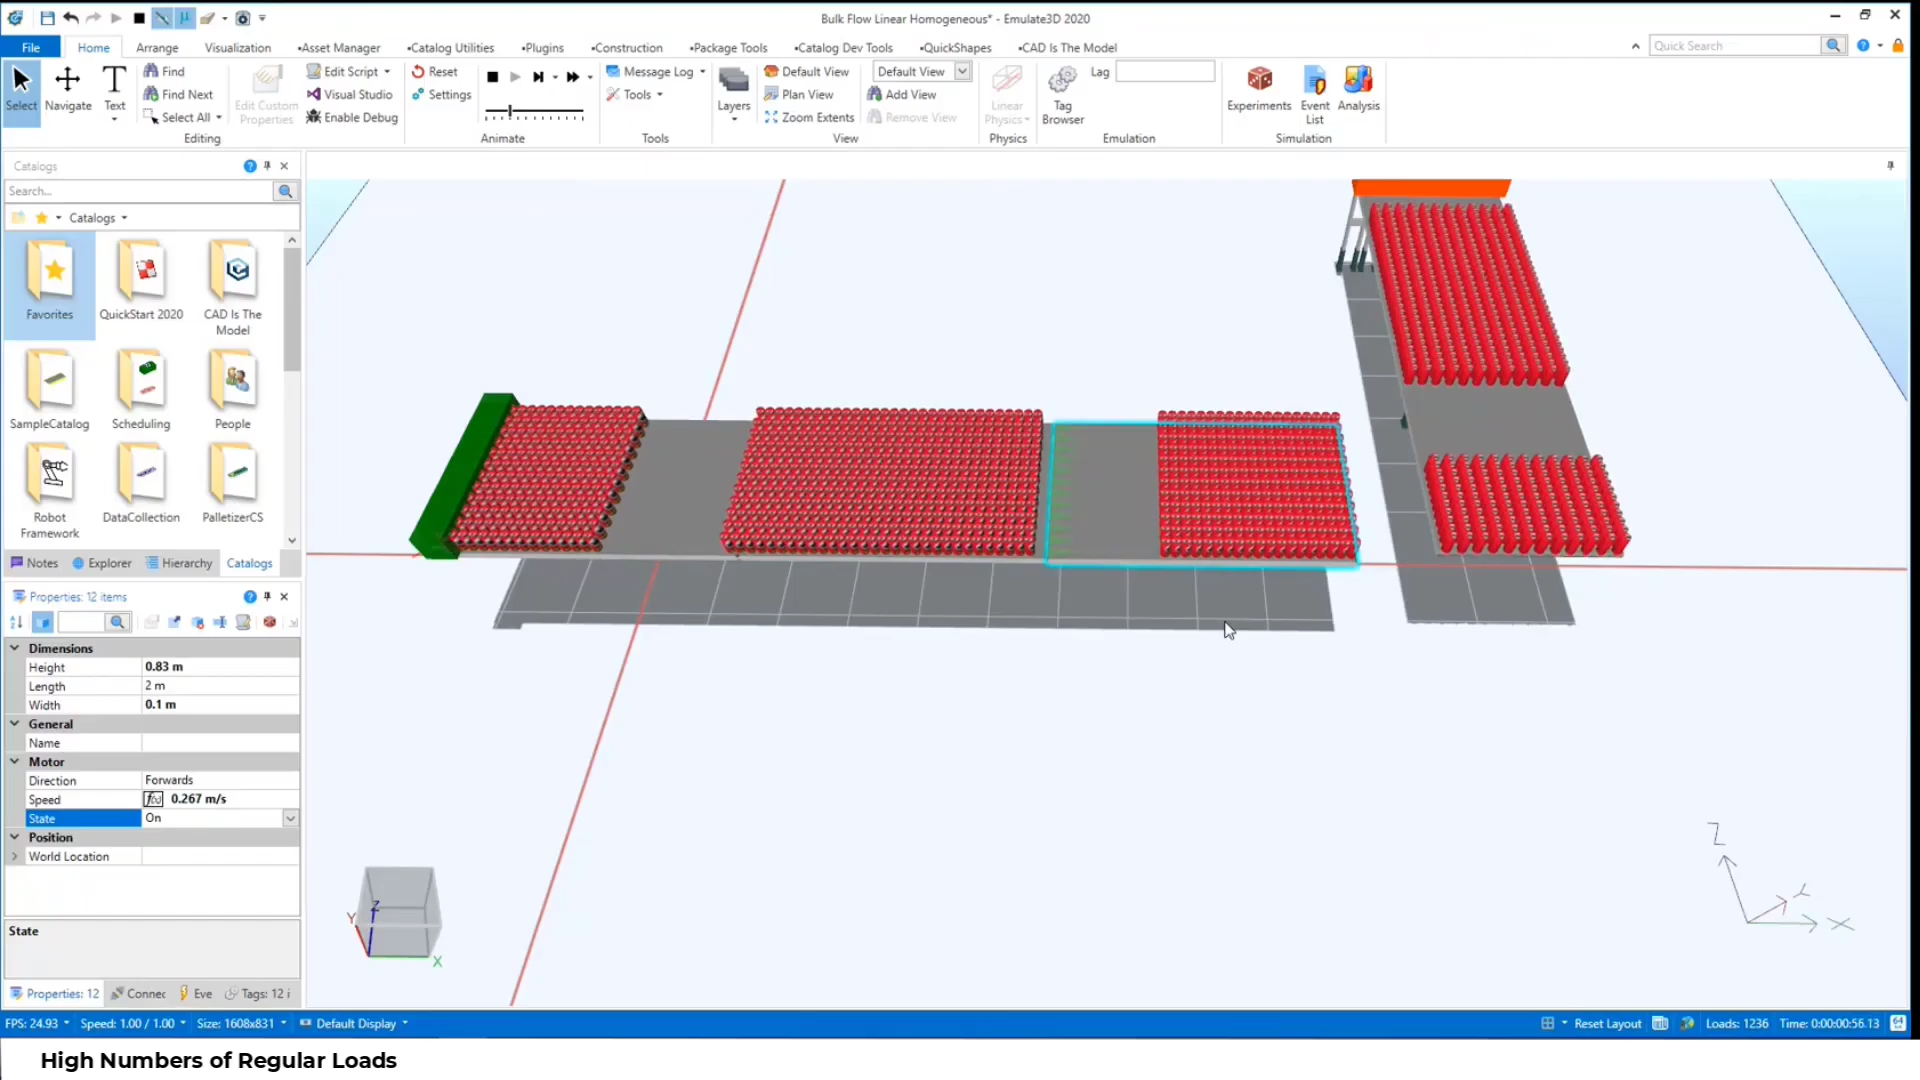 Bulk Flow Linear Homogeneous* - Emulate3D 2020
File Home Arrange Visualization •Asset Manager •Catalog Utilities •Plugins •Construction •Package Tools •Catalog Dev Tools •QuickShapes •CAD Is The Model Quick Search
Select Navigate Text
Find
Find Next
Select All
Edit Custom Properties
Editing
Edit Script
Visual Studio
Enable Debug
Reset
Settings
Animate
Message Log
Tools
Tools
Layers
Default View
Plan View
Zoom Extents
Default View
Add View
Remove View
View
Linear Physics
Physics
Tag Browser
Lag
Emulation
Experiments
Event List
Analysis
Simulation
Catalogs
Search...
Catalogs
Favorites QuickStart 2020 CAD Is The Model
SampleCatalog Scheduling People
Robot Framework DataCollection PalletizerCS
Notes Explorer Hierarchy Catalogs
Properties: 12 items
Dimensions
Height 0.83 m
Length 2 m
Width 0.1 m
General
Name
Motor
Direction Forwards
Speed f(x) 0.267 m/s
State On
Position
World Location
State
Properties: 12 Connec Eve Tags: 12 i
Z
Y
X
Z
Y
X
FPS: 24.93 Speed: 1.00 / 1.00 Size: 1608x831 Default Display Reset Layout Loads: 1236 Time: 0:00:00:56.13 64
High Numbers of Regular Loads